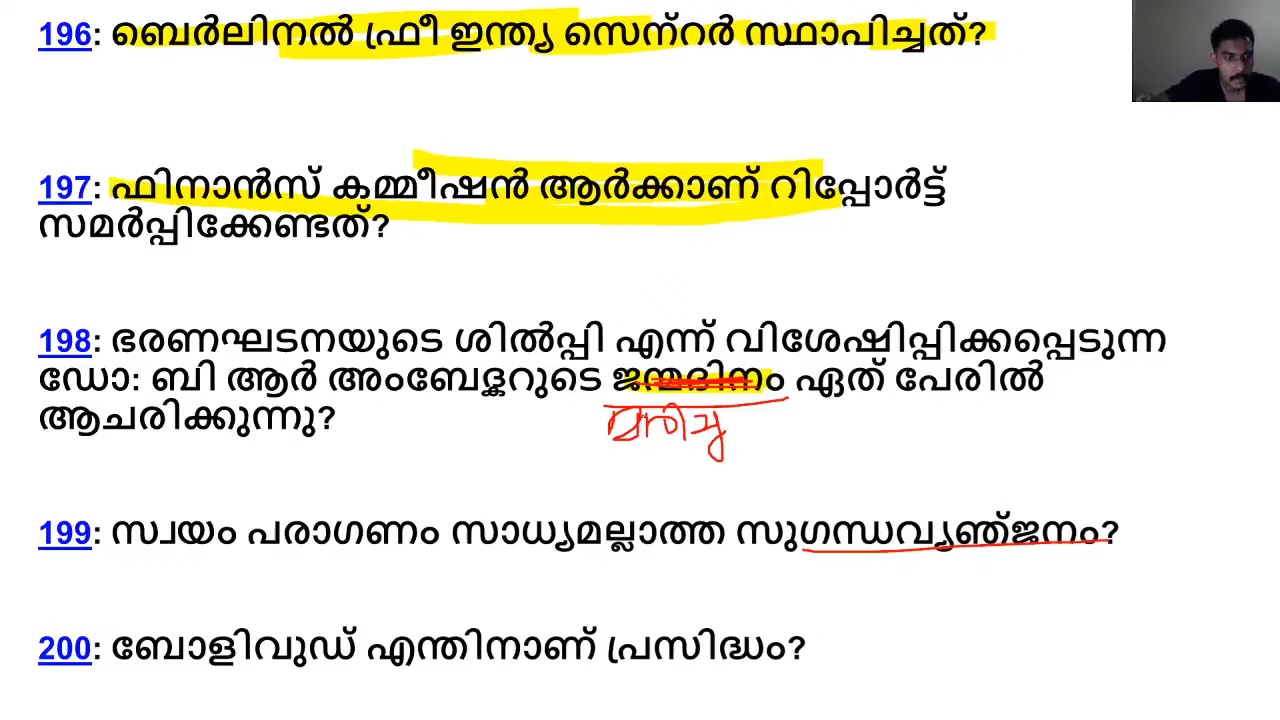 196: ബെർലിനൽ ഫ്രീ ഇന്ത്യ സെന്റർ സ്ഥാപിച്ചത്?
197: ഫിനാൻസ് കമ്മീഷൻ ആർക്കാണ് റിപ്പോർട്ട്
സമർപ്പിക്കേണ്ടത്?
198: ഭരണഘടനയുടെ ശിൽപ്പി എന്ന് വിശേഷിപ്പിക്കപ്പെടുന്ന
ഡോ: ബി ആർ അംബേദ്കറുടെ ജന്മദിനം ഏത് പേരിൽ
ആചരിക്കുന്നു?
മരിച്ച
199: സ്വയം പരാഗണം സാധ്യമല്ലാത്ത സുഗന്ധവ്യഞ്ജനം?
200: ബോളിവുഡ് എന്തിനാണ് പ്രസിദ്ധം?